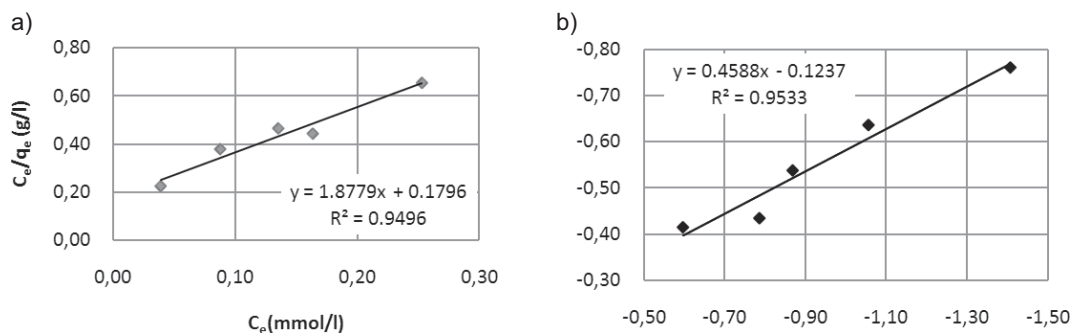 a)
0,80
0,60
0,40
0,20
0,00
Ce/qe (g/l)
y = 1.8779x + 0.1796
R² = 0.9496
0,00 0,10 0,20 0,30
Ce(mmol/l)
b)
-0,80
-0,70
-0,60
-0,50
-0,40
-0,30
y = 0.4588x - 0.1237
R² = 0.9533
-0,50 -0,70 -0,90 -1,10 -1,30 -1,50